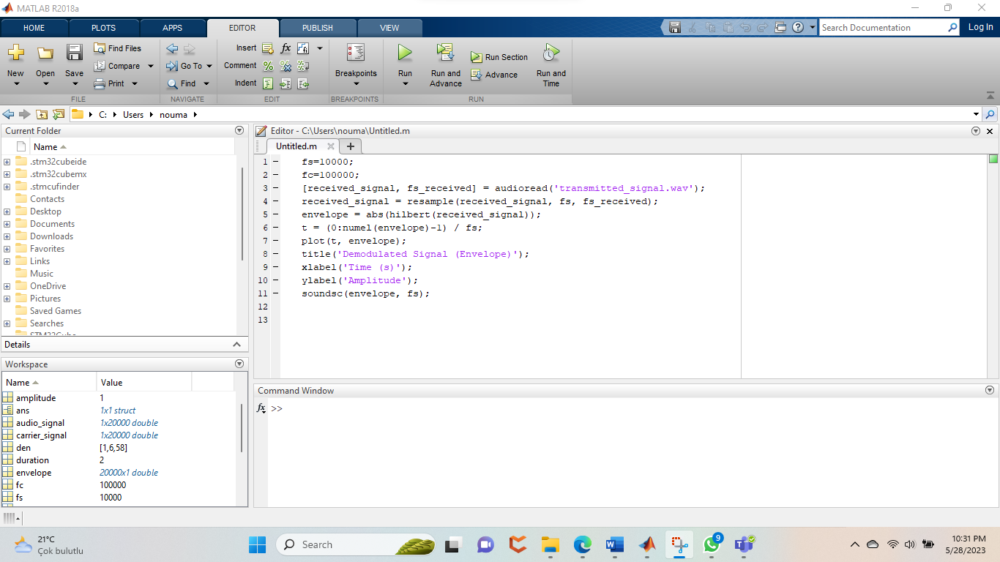 MATLAB R2018a
HOME PLOTS APPS EDITOR PUBLISH VIEW
Search Documentation
Log In
New
Open
Save
Find Files
Compare
Print
FILE
Go To
Find
NAVIGATE
Insert
Comment
Indent
EDIT
Breakpoints
BREAKPOINTS
Run
Run and
Advance
Run Section
Advance
Run and
Time
RUN
C: Users nouma
Current Folder
Name
.stm32cubeide
.stm32cubemx
.stmcufinder
Contacts
Desktop
Documents
Downloads
Favorites
Links
Music
OneDrive
Pictures
Saved Games
Searches
STM32Cube
Details
Workspace
Name Value
amplitude 1
ans 1x1 struct
audio_signal 1x20000 double
carrier_signal 1x20000 double
den [1,6,58]
duration 2
envelope 20000x1 double
fc 100000
fs 10000
Editor - C:\Users\nouma\Untitled.m
Untitled.m
1 fs=10000;
2 fc=100000;
3 [received_signal, fs_received] = audioread('transmitted_signal.wav');
4 received_signal = resample(received_signal, fs, fs_received);
5 envelope = abs(hilbert(received_signal));
6 t = (0:numel(envelope)-1) / fs;
7 plot(t, envelope);
8 title('Demodulated Signal (Envelope)');
9 xlabel('Time (s)');
10 ylabel('Amplitude');
11 soundsc(envelope, fs);
12
13
Command Window
fx >>
21°C
Çok bulutlu
Search
9
10:31 PM
5/28/2023